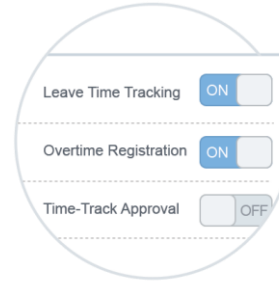 Leave Time Tracking ON
Overtime Registration ON
Time-Track Approval OFF